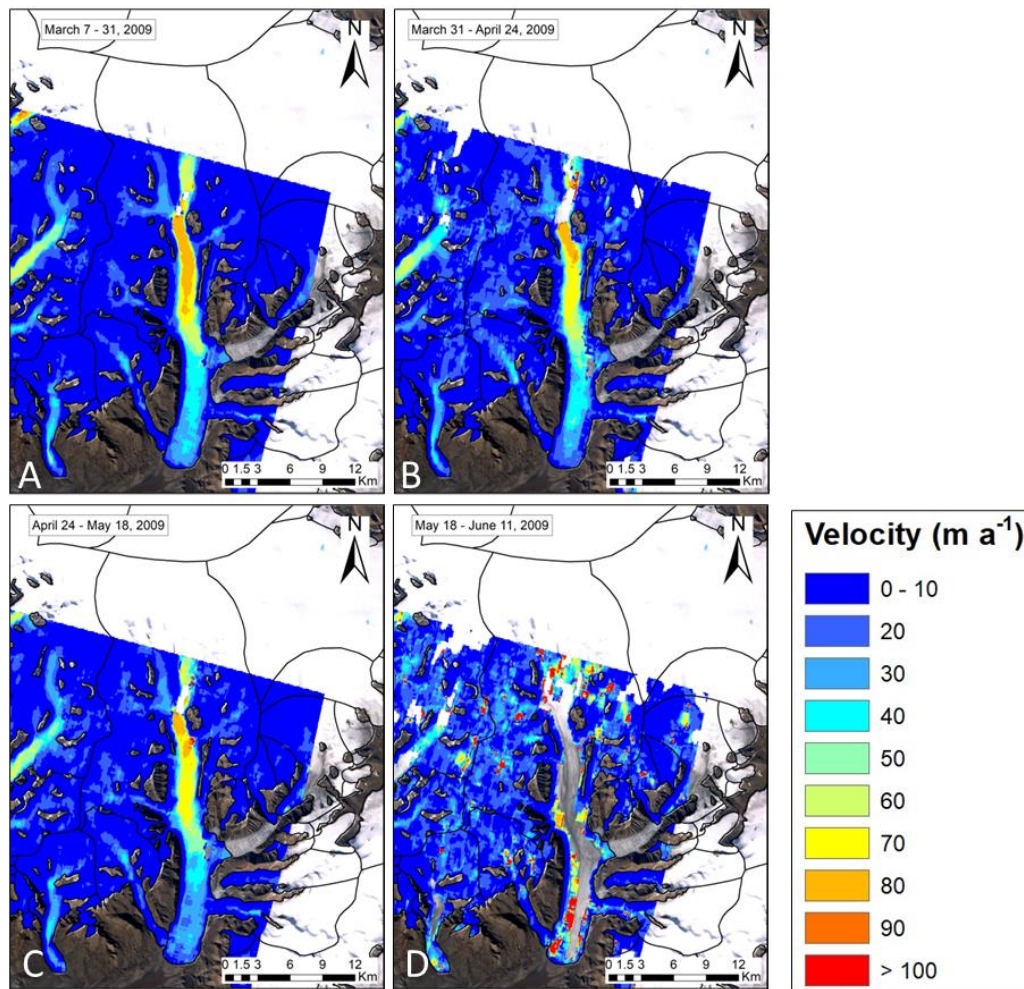 March 7 - 31, 2009
N
A
0 1.5 3 6 9 12
Km
March 31 - April 24, 2009
N
B
0 1.5 3 6 9 12
Km
April 24 - May 18, 2009
N
C
0 1.5 3 6 9 12
Km
May 18 - June 11, 2009
N
D
0 1.5 3 6 9 12
Km
Velocity (m a⁻¹)
0 - 10
20
30
40
50
60
70
80
90
> 100